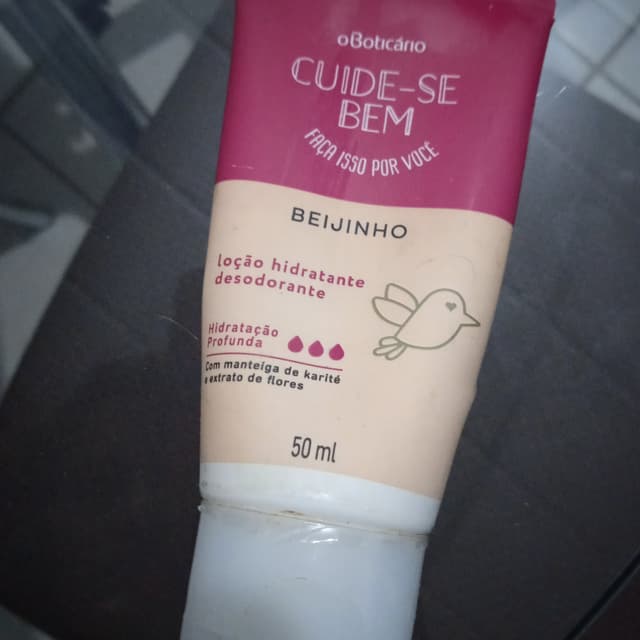 oBoticário
CUIDE-SE
BEM
FAÇA ISSO POR VOCÊ
BEIJINHO
loção hidratante
desodorante
Hidratação
Profunda
Com manteiga de karité
e extrato de flores
50 ml